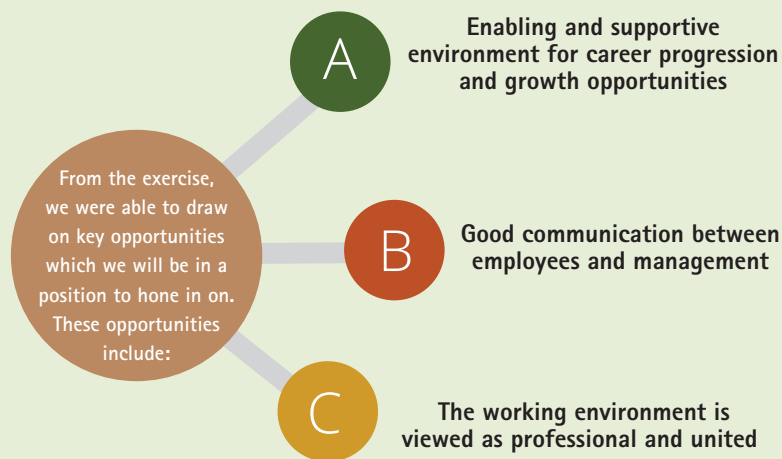 From the exercise,
we were able to draw
on key opportunities
which we will be in a
position to hone in on.
These opportunities
include:
A
Enabling and supportive
environment for career progression
and growth opportunities
B
Good communication between
employees and management
C
The working environment is
viewed as professional and united